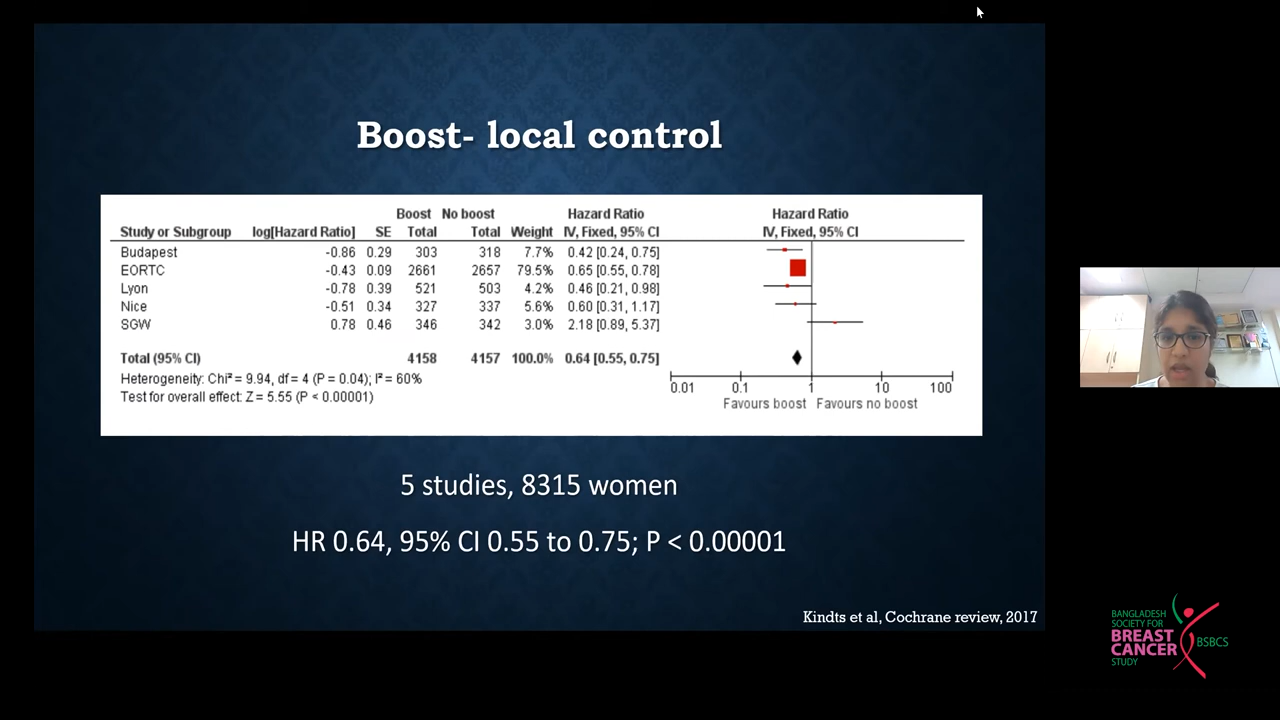 Boost- local control
Boost No boost Hazard Ratio Hazard Ratio
Study or Subgroup log[Hazard Ratio] SE Total Total Weight IV, Fixed, 95% CI IV, Fixed, 95% CI
Budapest -0.86 0.29 303 318 7.7% 0.42 [0.24, 0.75]
EORTC -0.43 0.09 2661 2657 79.5% 0.65 [0.55, 0.78]
Lyon -0.78 0.39 521 503 4.2% 0.46 [0.21, 0.98]
Nice -0.51 0.34 327 337 5.6% 0.60 [0.31, 1.17]
SGW 0.78 0.46 346 342 3.0% 2.18 [0.89, 5.37]
Total (95% CI) 4158 4157 100.0% 0.64 [0.55, 0.75]
Heterogeneity: Chi² = 9.94, df = 4 (P = 0.04); I² = 60%
Test for overall effect: Z = 5.55 (P < 0.00001)
0.01 0.1 1 10 100
Favours boost Favours no boost
5 studies, 8315 women
HR 0.64, 95% CI 0.55 to 0.75; P < 0.00001
Kindts et al, Cochrane review, 2017
BANGLADESH
SOCIETY FOR
BREAST
CANCER
STUDY
BSBCS